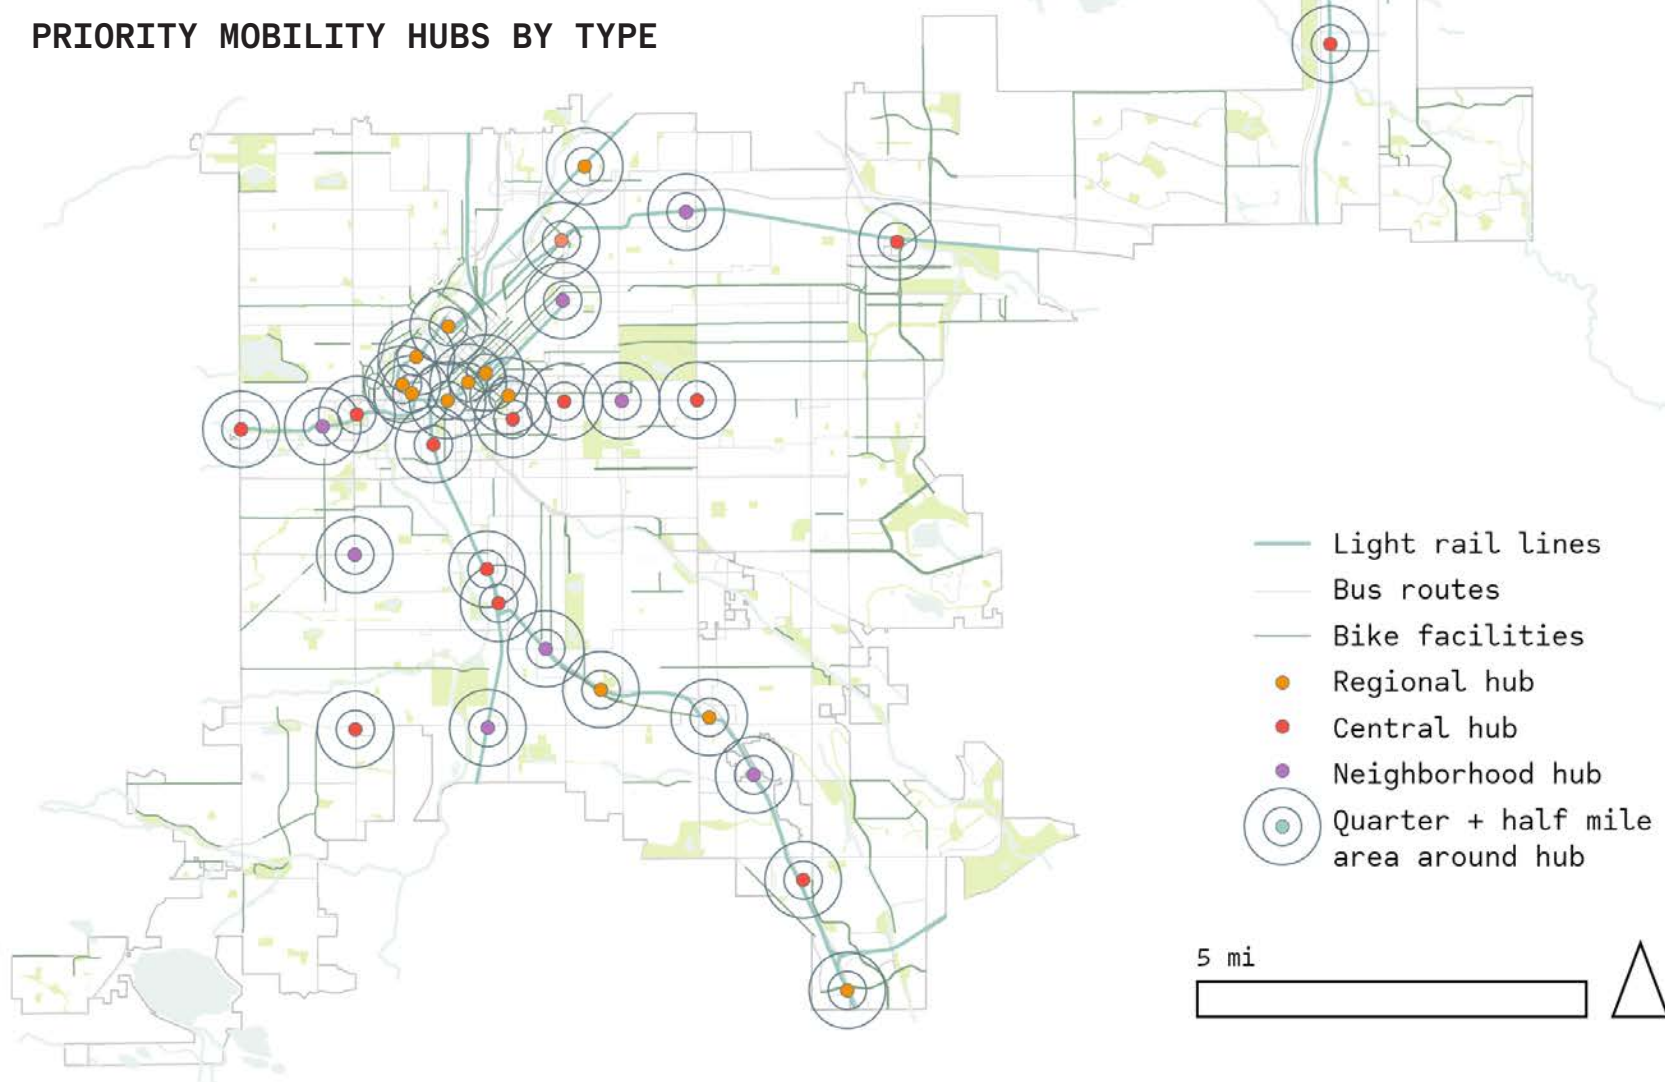 PRIORITY MOBILITY HUBS BY TYPE
Light rail lines
Bus routes
Bike facilities
Regional hub
Central hub
Neighborhood hub
Quarter + half mile
area around hub
5 mi